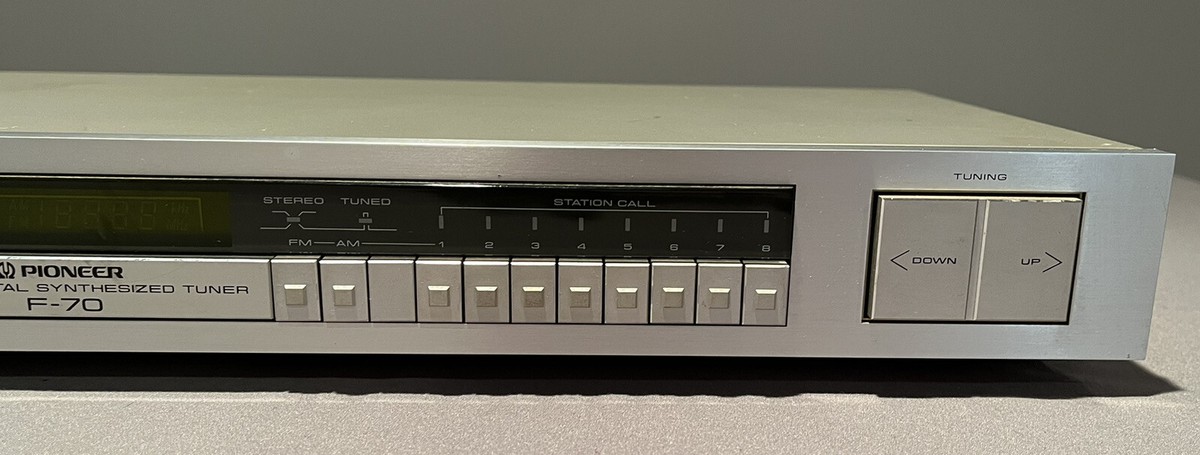 TUNING
STEREO TUNED
STATION CALL
FM AM 1 2 3 4 5 6 7 8
DOWN UP
PIONEER
TAL SYNTHESIZED TUNER
F-70